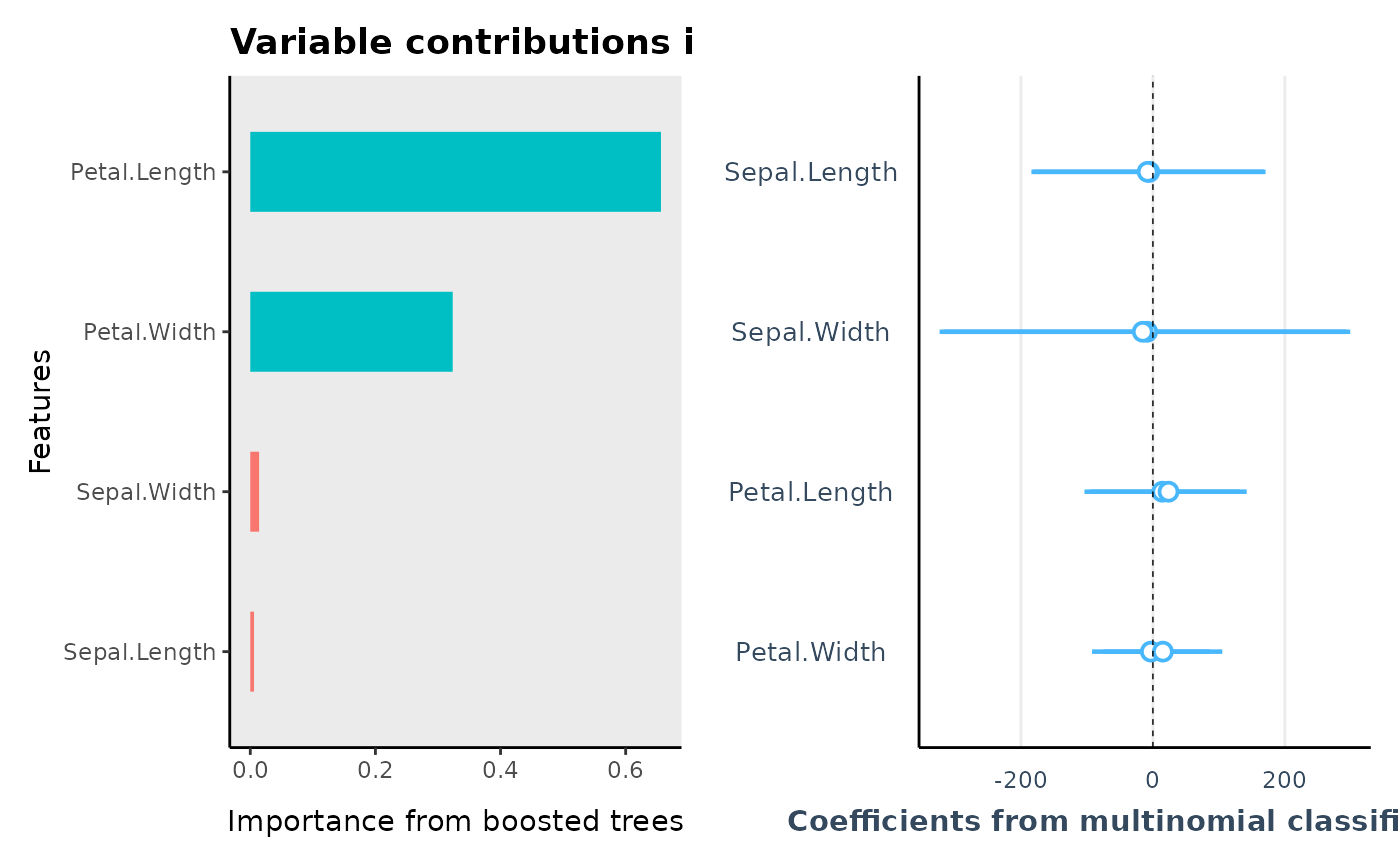 Variable contributions i
Features
Petal.Length
Petal.Width
Sepal.Width
Sepal.Length
0.0 0.2 0.4 0.6
Importance from boosted trees
Sepal.Length
Sepal.Width
Petal.Length
Petal.Width
-200 0 200
Coefficients from multinomial classifi